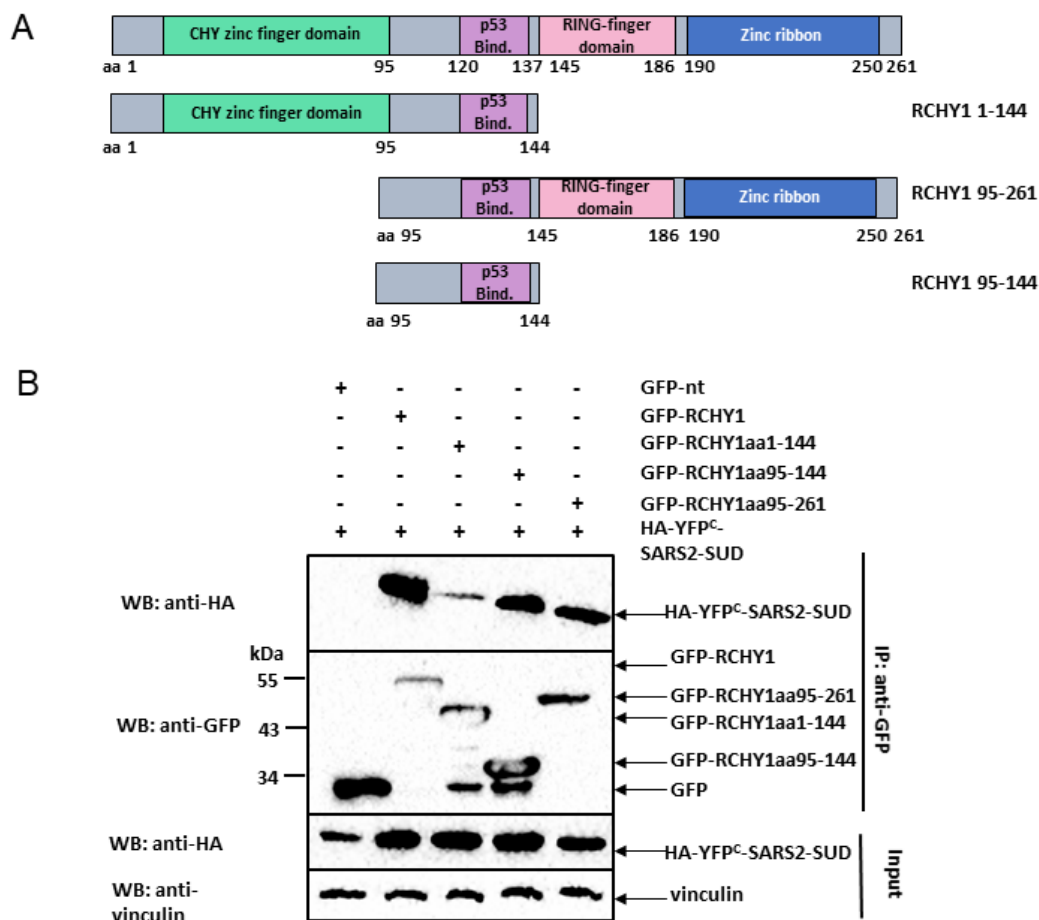 A
CHY zinc finger domain
p53 Bind.
RING-finger domain
Zinc ribbon
aa 1 95 120 137 145 186 190 250 261
CHY zinc finger domain
p53 Bind.
RCHY1 1-144
aa 1 95 144
p53 Bind.
RING-finger domain
Zinc ribbon
RCHY1 95-261
aa 95 145 186 190 250 261
p53 Bind.
RCHY1 95-144
aa 95 144
B
+ - - - - GFP-nt
- + - - - GFP-RCHY1
- - + - - GFP-RCHY1aa1-144
- - - + - GFP-RCHY1aa95-144
- - - - + GFP-RCHY1aa95-261
+ + + + + HA-YFPᶜ-
SARS2-SUD
WB: anti-HA
HA-YFPᶜ-SARS2-SUD
kDa
55
43
34
WB: anti-GFP
GFP-RCHY1
GFP-RCHY1aa95-261
GFP-RCHY1aa1-144
GFP-RCHY1aa95-144
GFP
IP: anti-GFP
WB: anti-HA
HA-YFPᶜ-SARS2-SUD
WB: anti-
vinculin
vinculin
Input